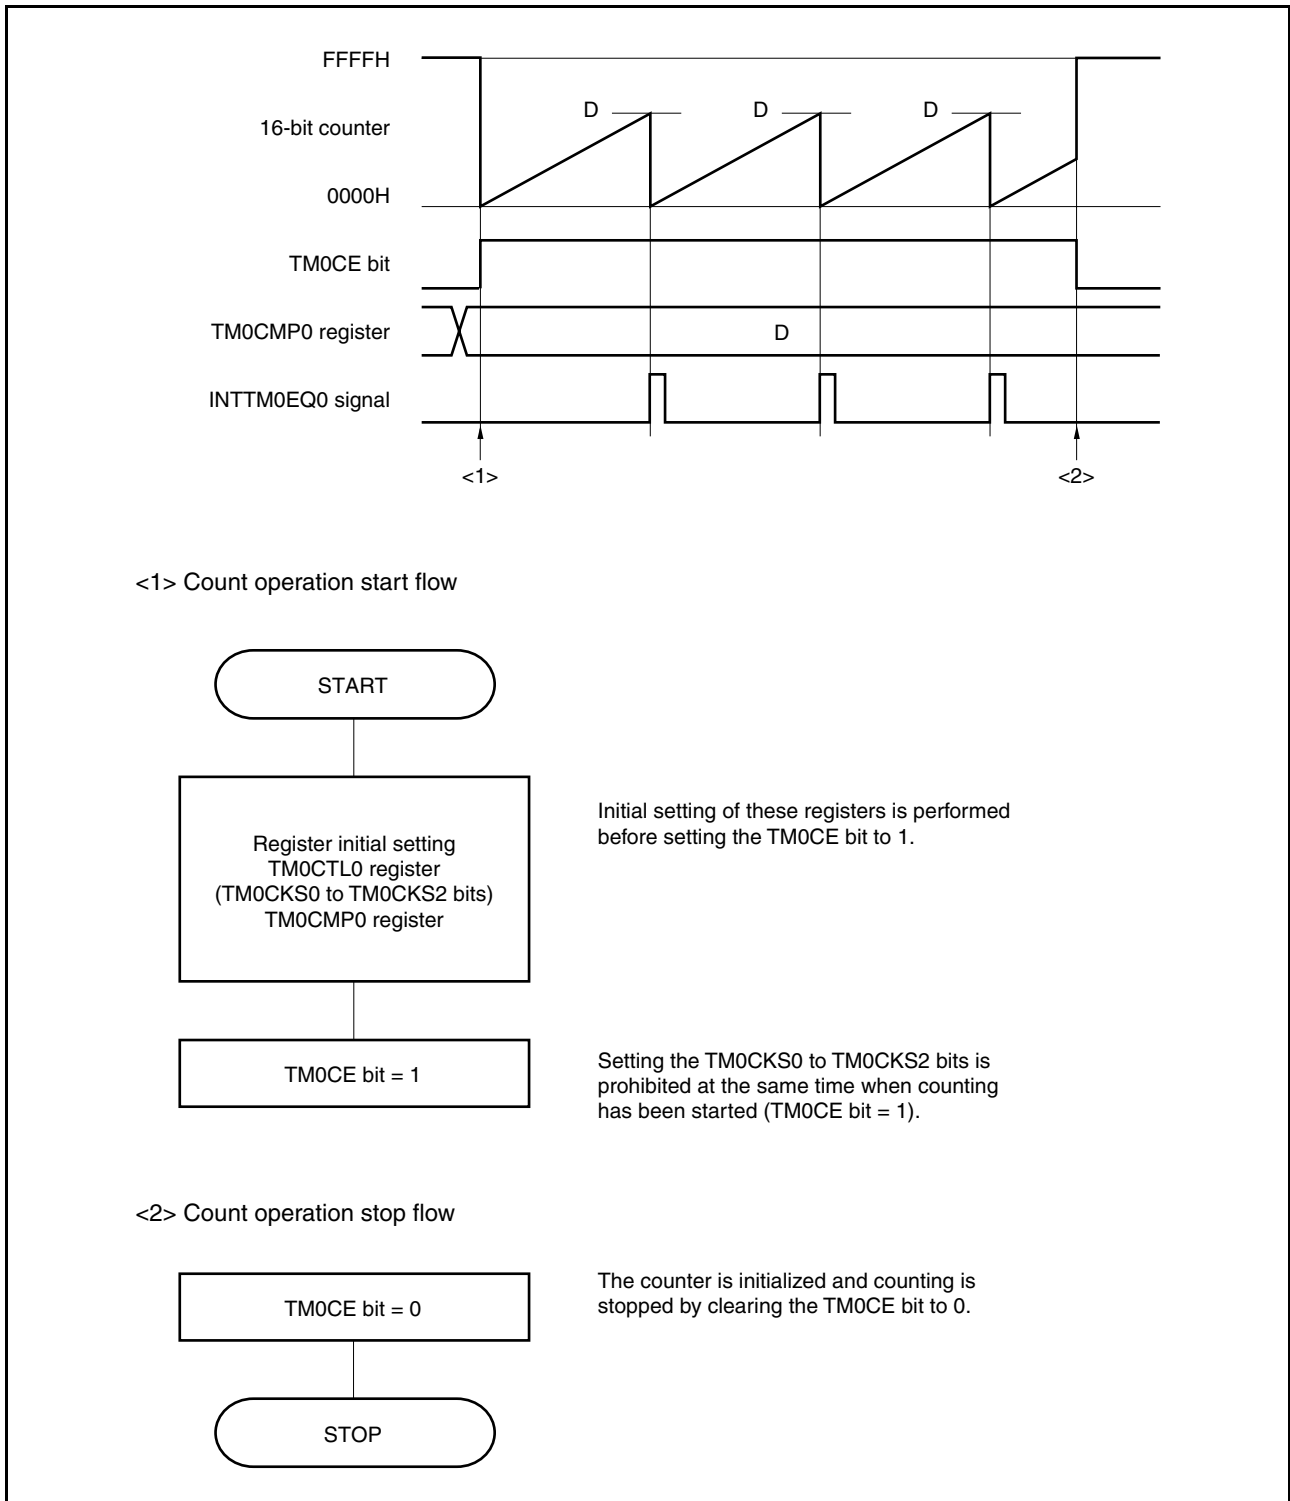 FFFFH
D D D
16-bit counter
0000H
TM0CE bit
TM0CMP0 register D
INTTM0EQ0 signal
<1> <2>
<1> Count operation start flow
START
Register initial setting
TM0CTL0 register
(TM0CKS0 to TM0CKS2 bits)
TM0CMP0 register
Initial setting of these registers is performed
before setting the TM0CE bit to 1.
TM0CE bit = 1
Setting the TM0CKS0 to TM0CKS2 bits is
prohibited at the same time when counting
has been started (TM0CE bit = 1).
<2> Count operation stop flow
TM0CE bit = 0
The counter is initialized and counting is
stopped by clearing the TM0CE bit to 0.
STOP